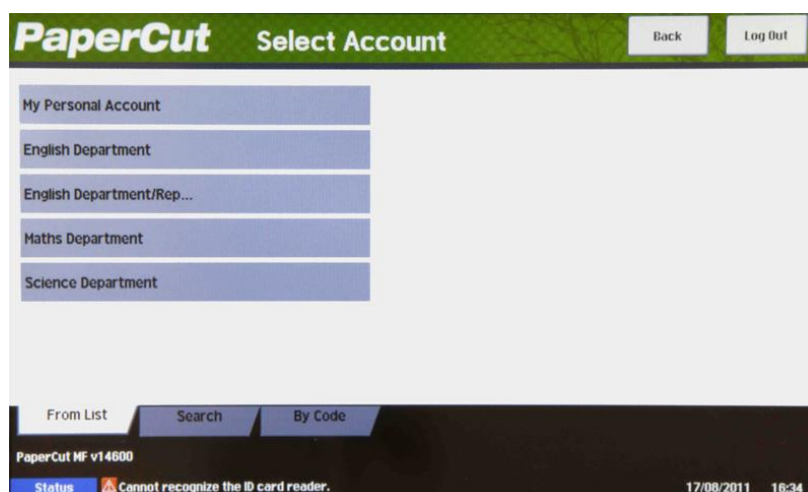 PaperCut Select Account Back Log Out
My Personal Account
English Department
English Department/Rep...
Maths Department
Science Department
From List Search By Code
PaperCut MF v14600
Status Cannot recognize the ID card reader. 17/08/2011 16:34